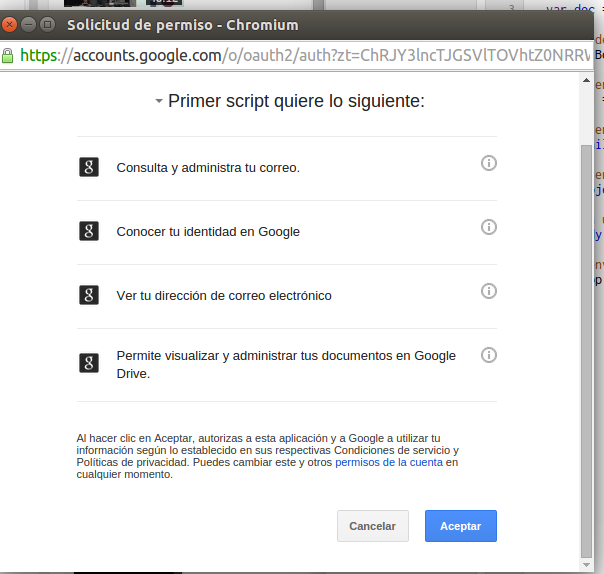 Solicitud de permiso - Chromium
https://accounts.google.com/o/oauth2/auth?zt=ChRJY3lncTJGSVlTOVhtZ0NRRW
Primer script quiere lo siguiente:
Consulta y administra tu correo.
Conocer tu identidad en Google
Ver tu dirección de correo electrónico
Permite visualizar y administrar tus documentos en Google
Drive.
Al hacer clic en Aceptar, autorizas a esta aplicación y a Google a utilizar tu
información según lo establecido en sus respectivas Condiciones de servicio y
Políticas de privacidad. Puedes cambiar este y otros permisos de la cuenta en
cualquier momento.
Cancelar
Aceptar